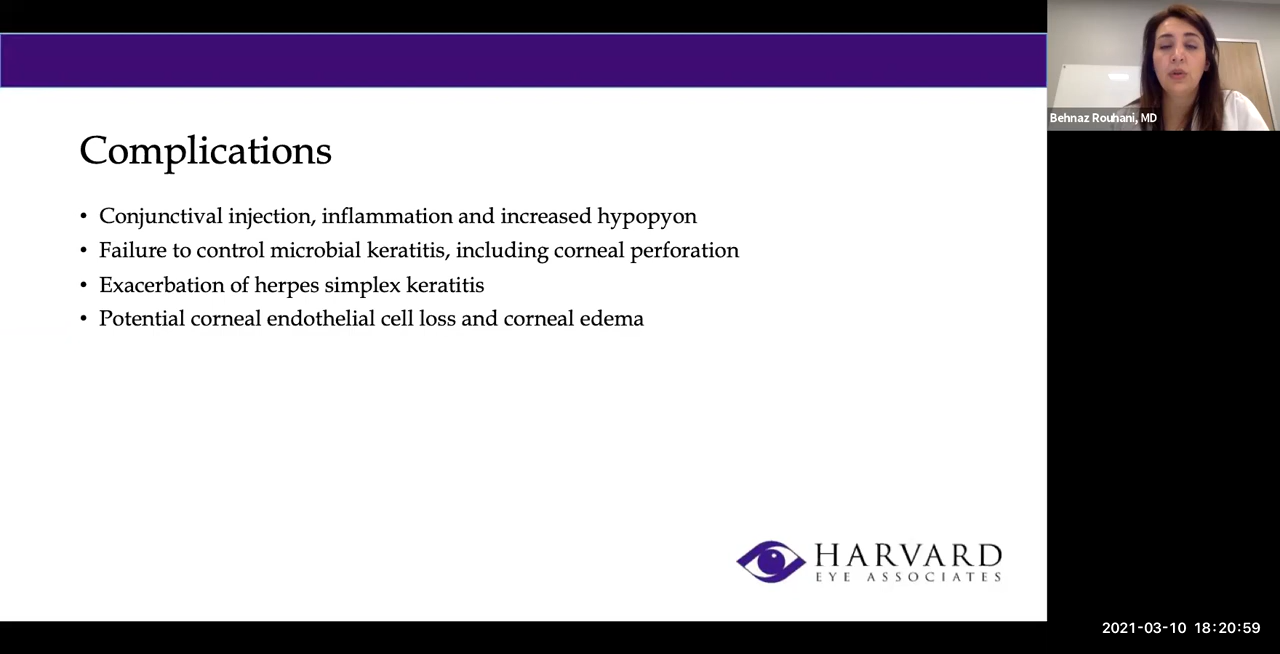 Complications
• Conjunctival injection, inflammation and increased hypopyon
• Failure to control microbial keratitis, including corneal perforation
• Exacerbation of herpes simplex keratitis
• Potential corneal endothelial cell loss and corneal edema
HARVARD
EYE ASSOCIATES
Behnaz Rouhani, MD
2021-03-10 18:20:59